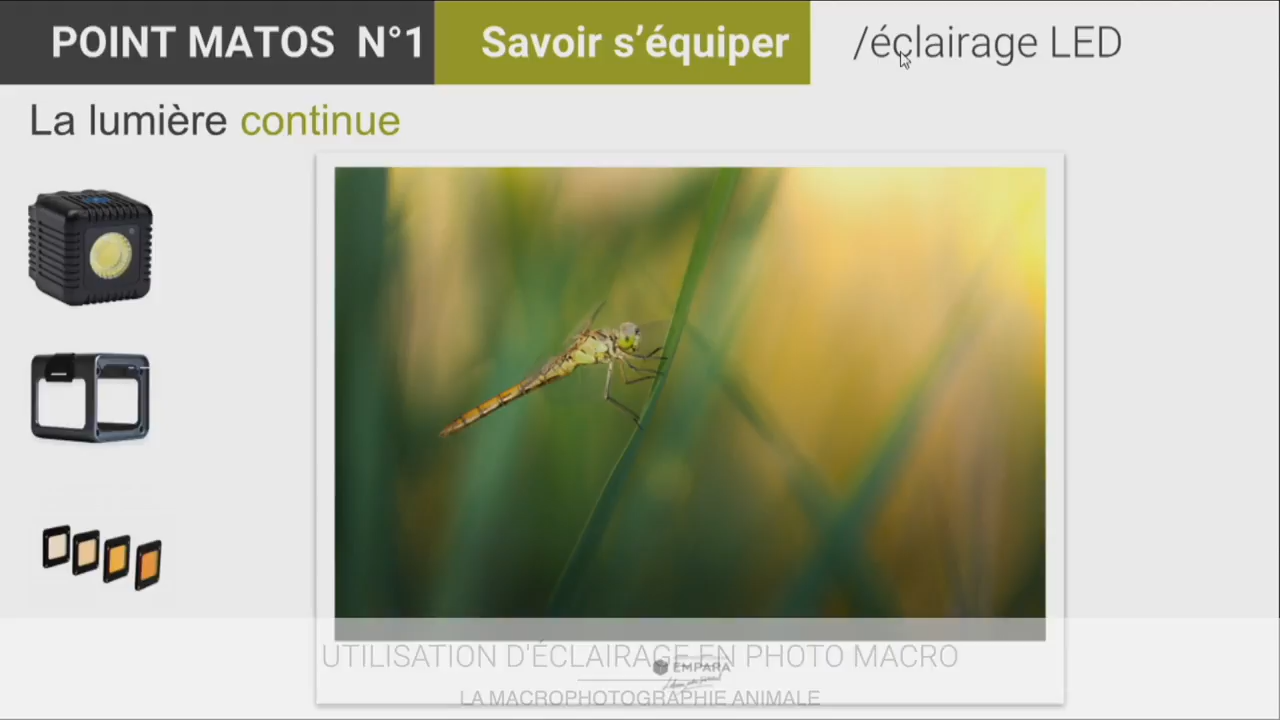 POINT MATOS N°1
Savoir s’équiper
/éclairage LED
La lumière continue
UTILISATION D'ÉCLAIRAGE EN PHOTO MACRO
EMPARA
LA MACROPHOTOGRAPHIE ANIMALE